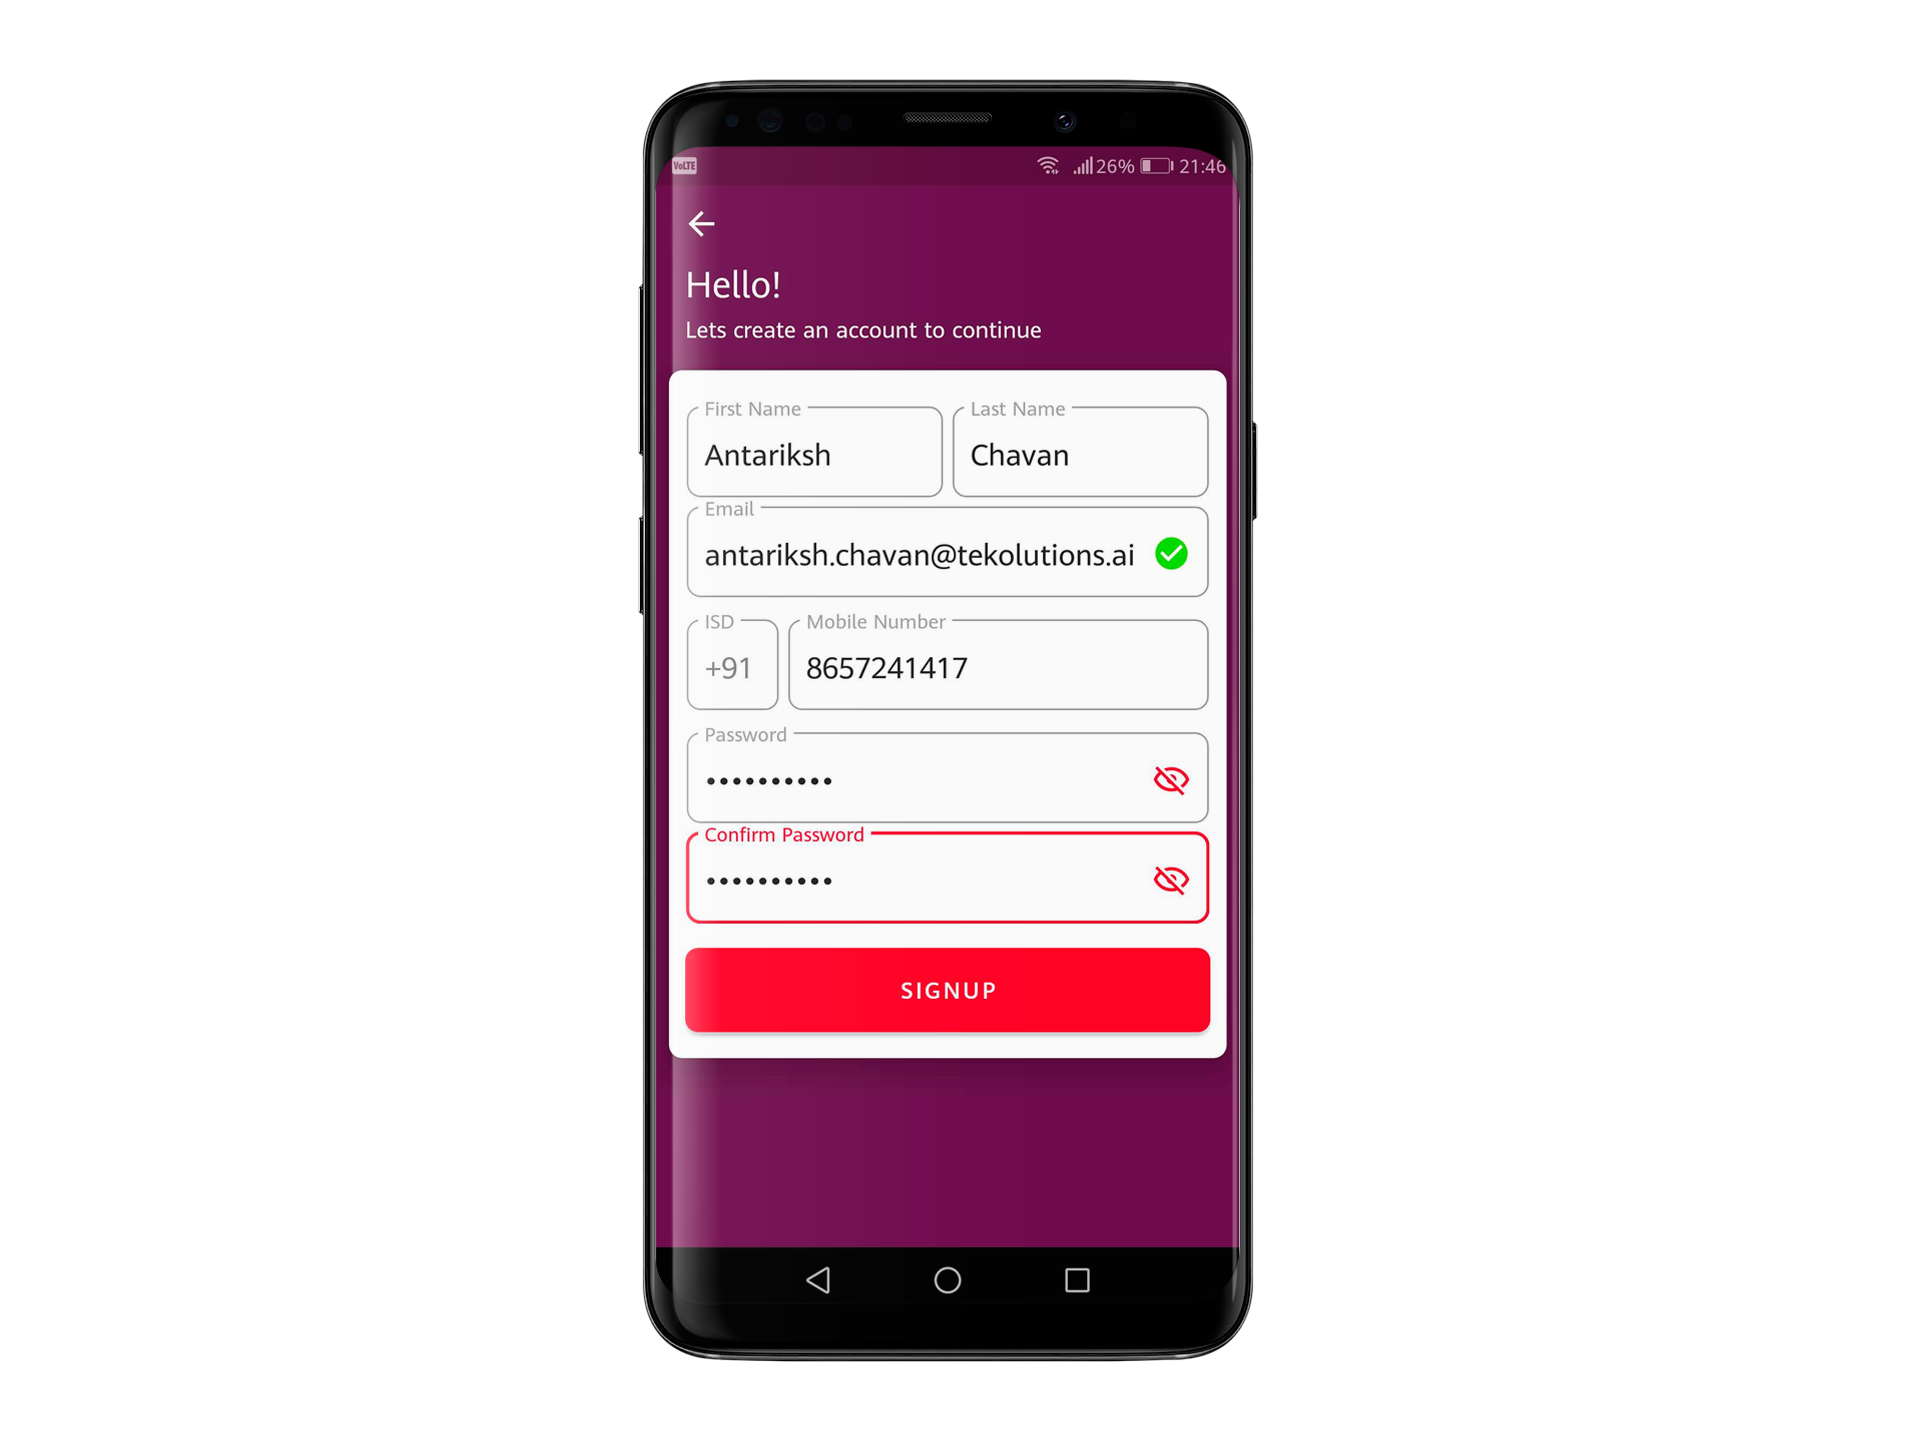 VoLTE 26% 21:46
Hello!
Lets create an account to continue
First Name Last Name
Antariksh Chavan
Email
antariksh.chavan@tekolutions.ai
ISD Mobile Number
+91 8657241417
Password
••••••••••
Confirm Password
••••••••••
SIGNUP